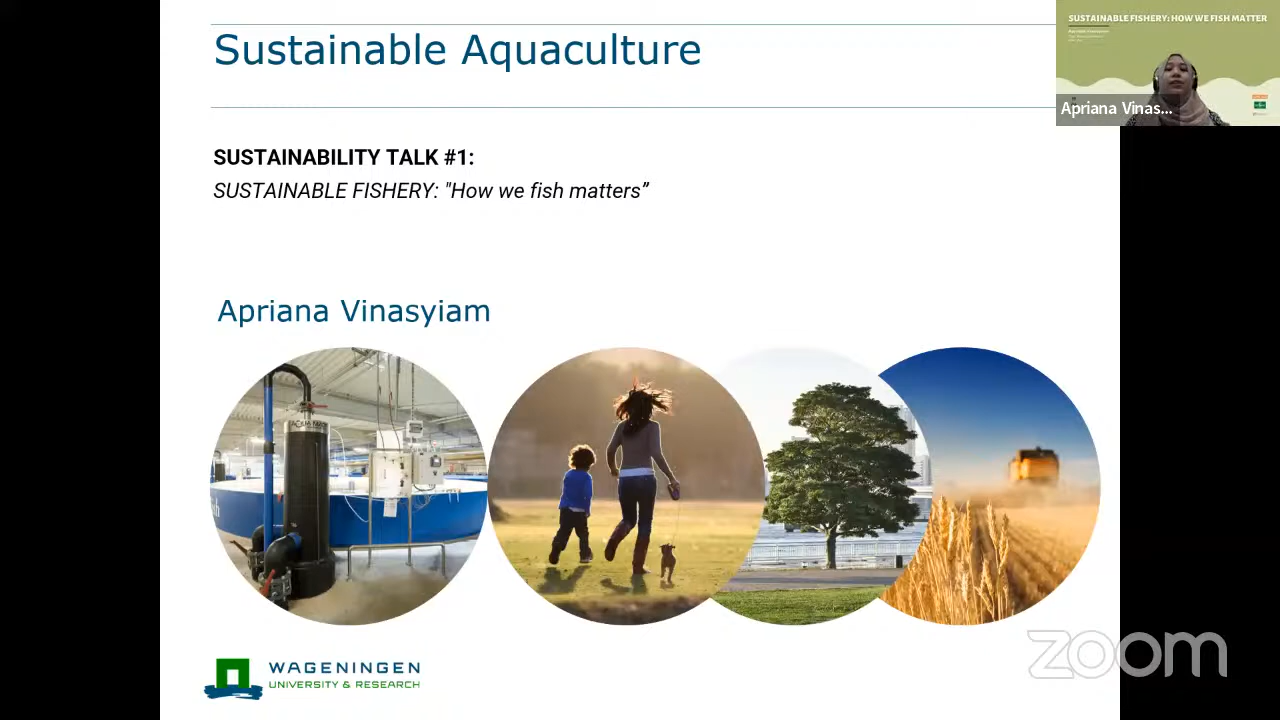 Sustainable Aquaculture
SUSTAINABLE FISHERY: HOW WE FISH MATTER
Apriana Vinas...
SUSTAINABILITY TALK #1:
SUSTAINABLE FISHERY: "How we fish matters”
Apriana Vinasyiam
WAGENINGEN
UNIVERSITY & RESEARCH
zoom